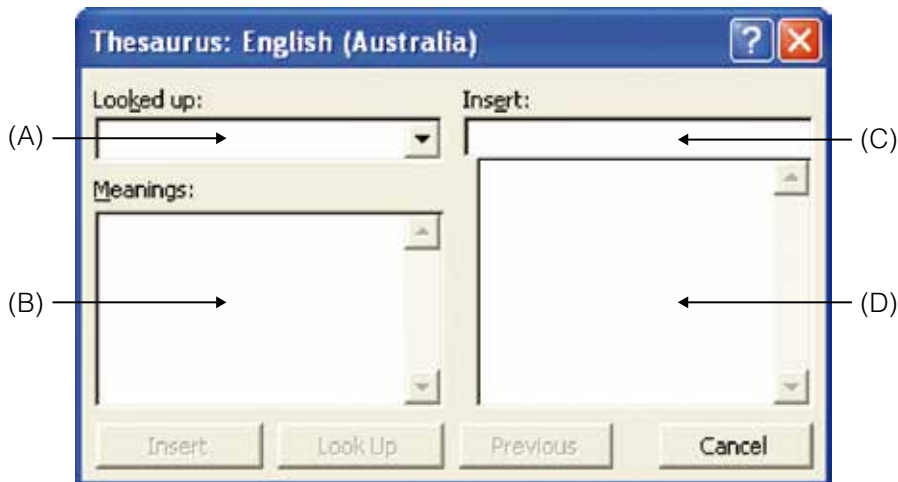 Thesaurus: English (Australia)
Looked up:
Insert:
(A)
(C)
Meanings:
(B)
(D)
Insert
Look Up
Previous
Cancel